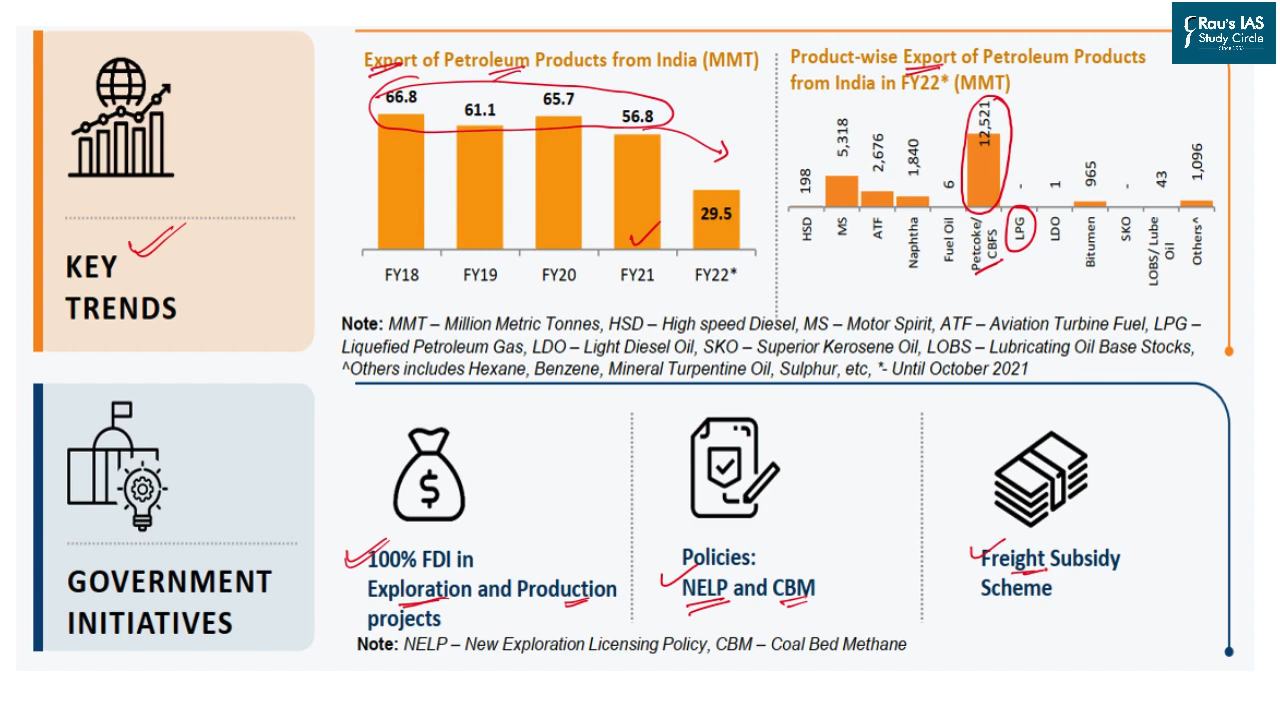 Rau's IAS
Study Circle
Since 1953
Export of Petroleum Products from India (MMT)
66.8
61.1
65.7
56.8
29.5
FY18
FY19
FY20
FY21
FY22*
Product-wise Export of Petroleum Products
from India in FY22* (MMT)
198
5,318
2,676
1,840
6
12,521
-
1
965
-
43
1,096
HSD
MS
ATF
Naphtha
Fuel Oil
Petcoke/
CBFS
LPG
LDO
Bitumen
SKO
LOBS/ Lube
Oil
Others^
KEY
TRENDS
Note: MMT – Million Metric Tonnes, HSD – High speed Diesel, MS – Motor Spirit, ATF – Aviation Turbine Fuel, LPG –
Liquefied Petroleum Gas, LDO – Light Diesel Oil, SKO – Superior Kerosene Oil, LOBS – Lubricating Oil Base Stocks,
^Others includes Hexane, Benzene, Mineral Turpentine Oil, Sulphur, etc, *- Until October 2021
GOVERNMENT
INITIATIVES
$
100% FDI in
Exploration and Production
projects
Policies:
NELP and CBM
Freight Subsidy
Scheme
Note: NELP – New Exploration Licensing Policy, CBM – Coal Bed Methane